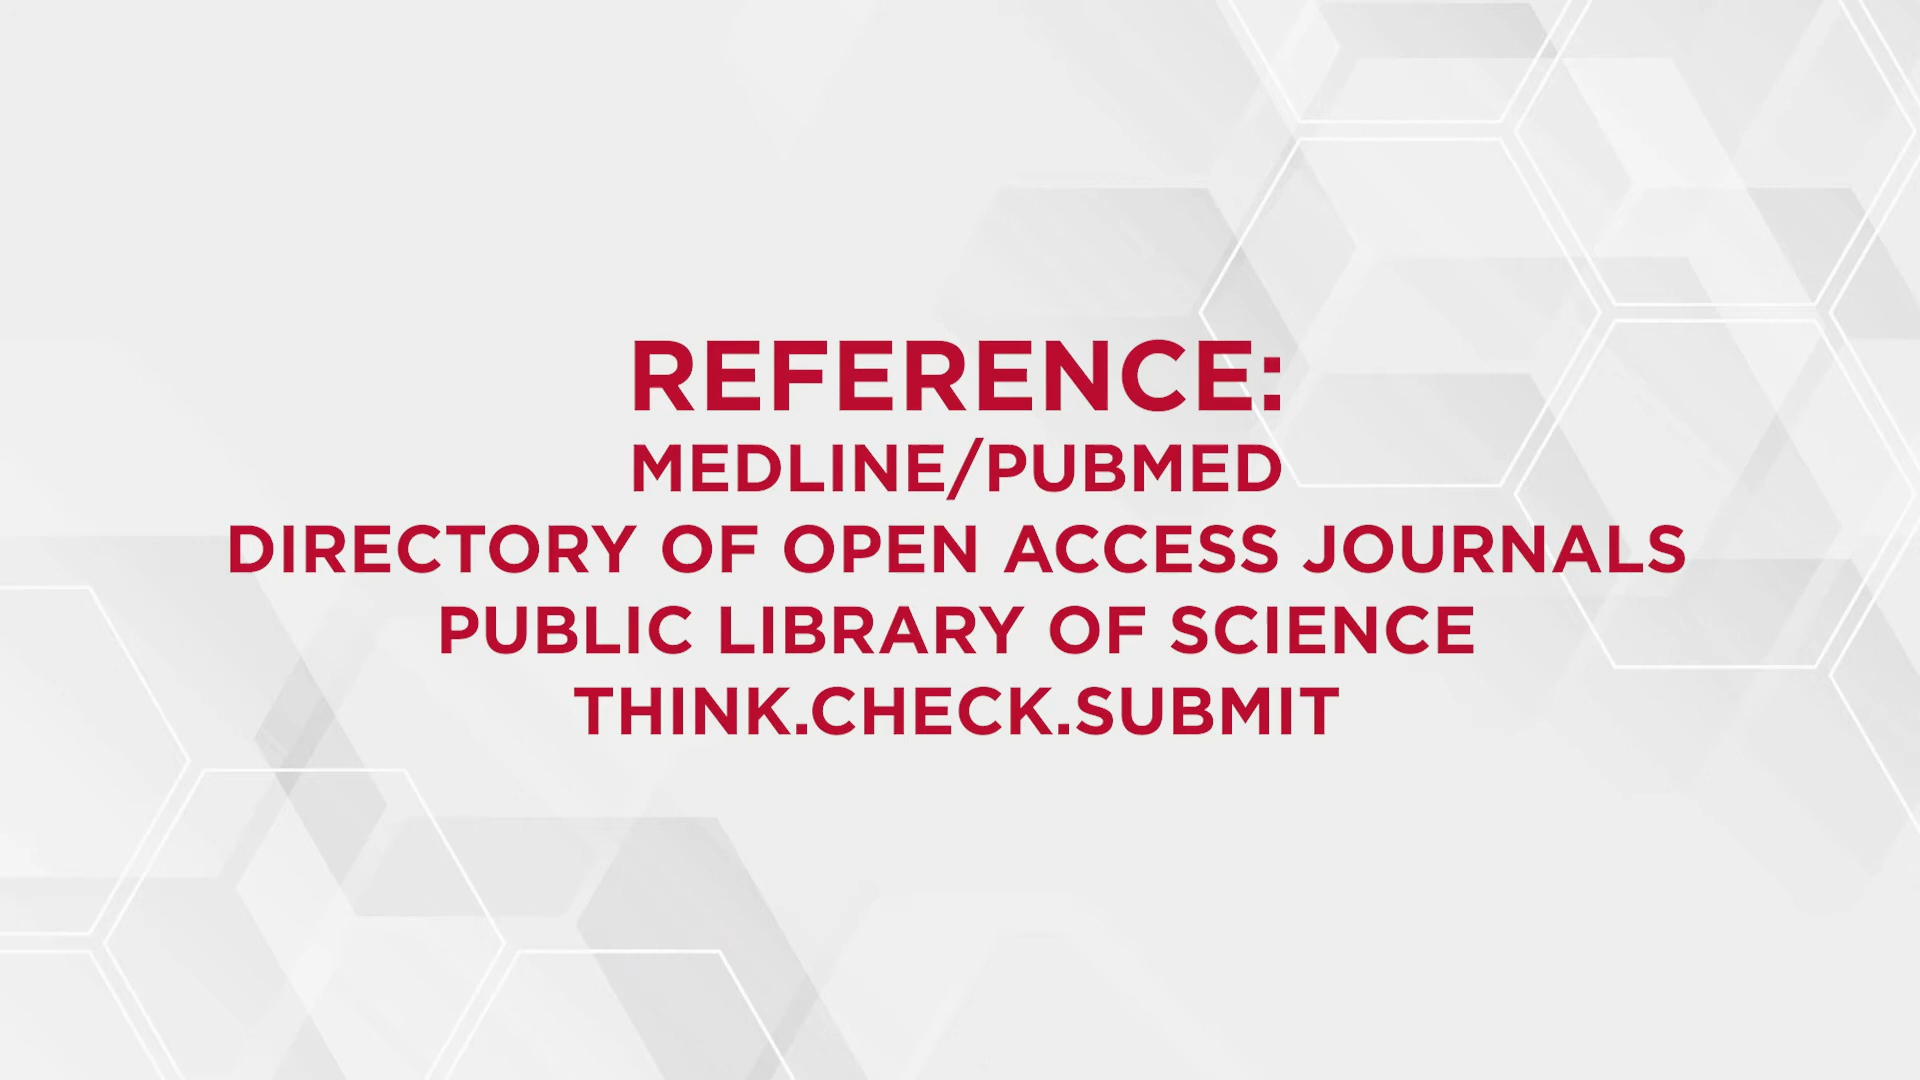 REFERENCE:
MEDLINE/PUBMED
DIRECTORY OF OPEN ACCESS JOURNALS
PUBLIC LIBRARY OF SCIENCE
THINK.CHECK.SUBMIT